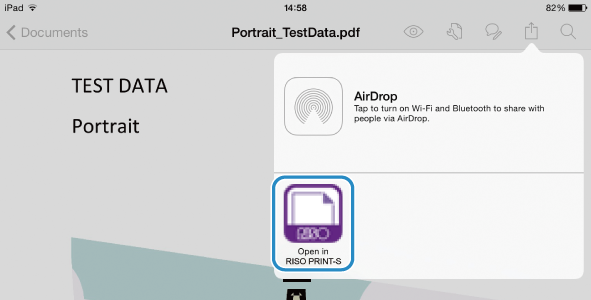 iPad 14:58 82%
Documents Portrait_TestData.pdf
TEST DATA
Portrait
AirDrop
Tap to turn on Wi-Fi and Bluetooth to share with
people via AirDrop.
RISO
Open in
RISO PRINT-S